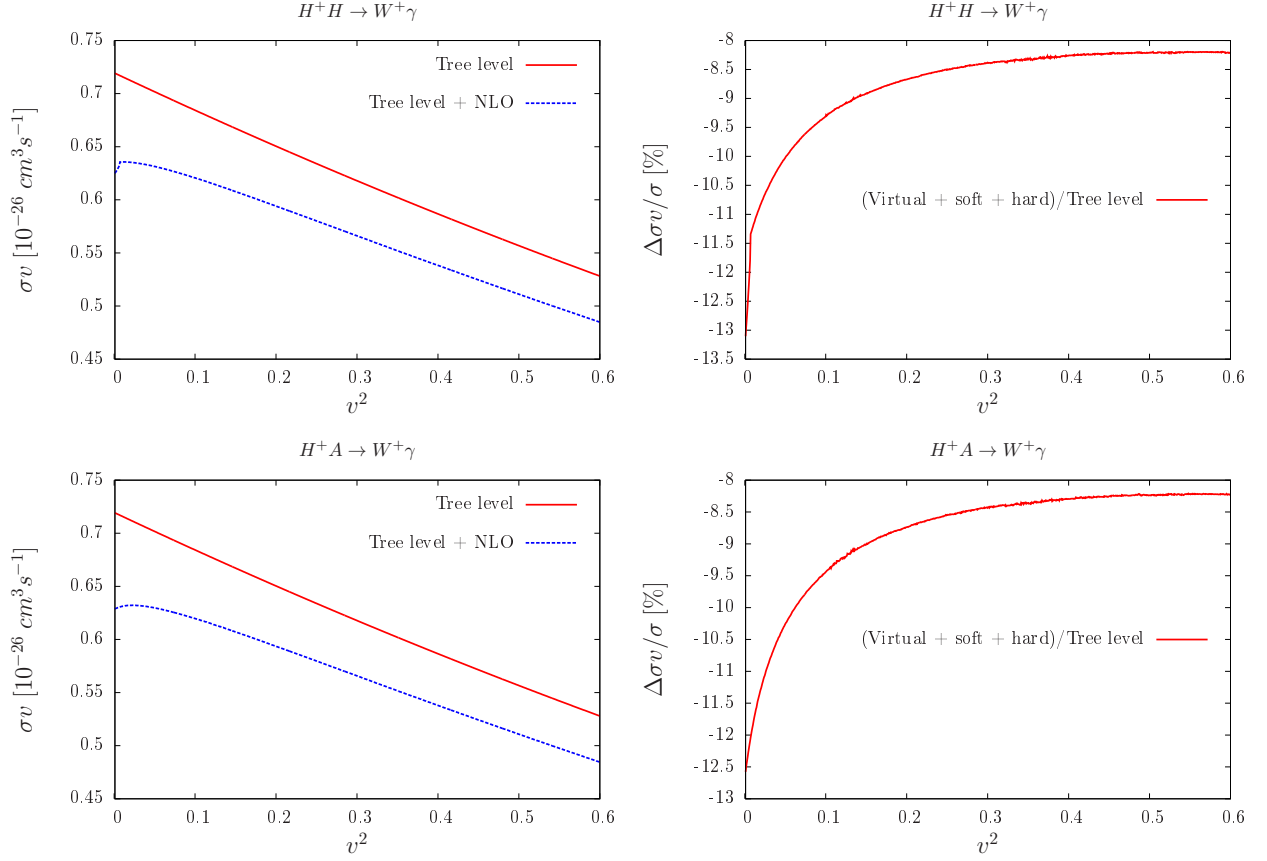 H⁺H → W⁺γ
σv [10⁻²⁶ cm³s⁻¹]
0.75
0.7
0.65
0.6
0.55
0.5
0.45
0 0.1 0.2 0.3 0.4 0.5 0.6
v²
Tree level
Tree level + NLO
H⁺H → W⁺γ
Δσv/σ [%]
-8
-8.5
-9
-9.5
-10
-10.5
-11
-11.5
-12
-12.5
-13
-13.5
0 0.1 0.2 0.3 0.4 0.5 0.6
v²
(Virtual + soft + hard)/Tree level
H⁺A → W⁺γ
σv [10⁻²⁶ cm³s⁻¹]
0.75
0.7
0.65
0.6
0.55
0.5
0.45
0 0.1 0.2 0.3 0.4 0.5 0.6
v²
Tree level
Tree level + NLO
H⁺A → W⁺γ
Δσv/σ [%]
-8
-8.5
-9
-9.5
-10
-10.5
-11
-11.5
-12
-12.5
-13
0 0.1 0.2 0.3 0.4 0.5 0.6
v²
(Virtual + soft + hard)/Tree level